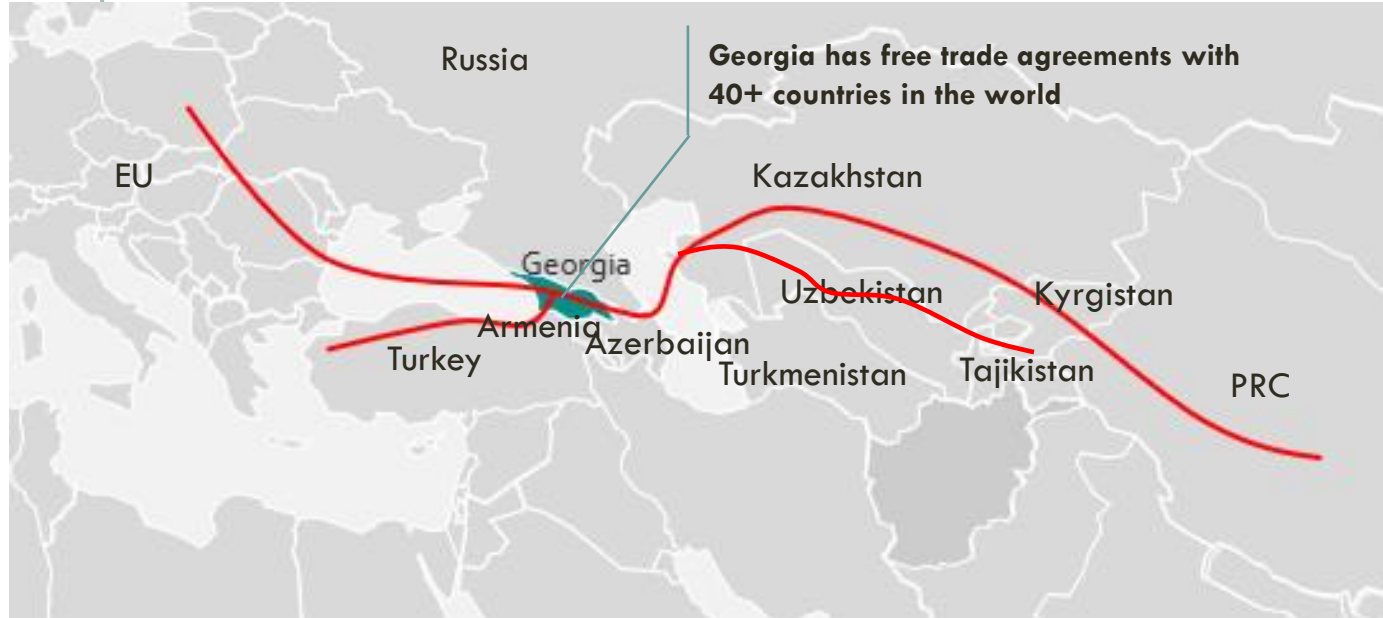 Russia
Georgia has free trade agreements with
40+ countries in the world
EU
Kazakhstan
Georgia
Uzbekistan
Kyrgistan
Armenia
Azerbaijan
Turkey
Turkmenistan
Tajikistan
PRC